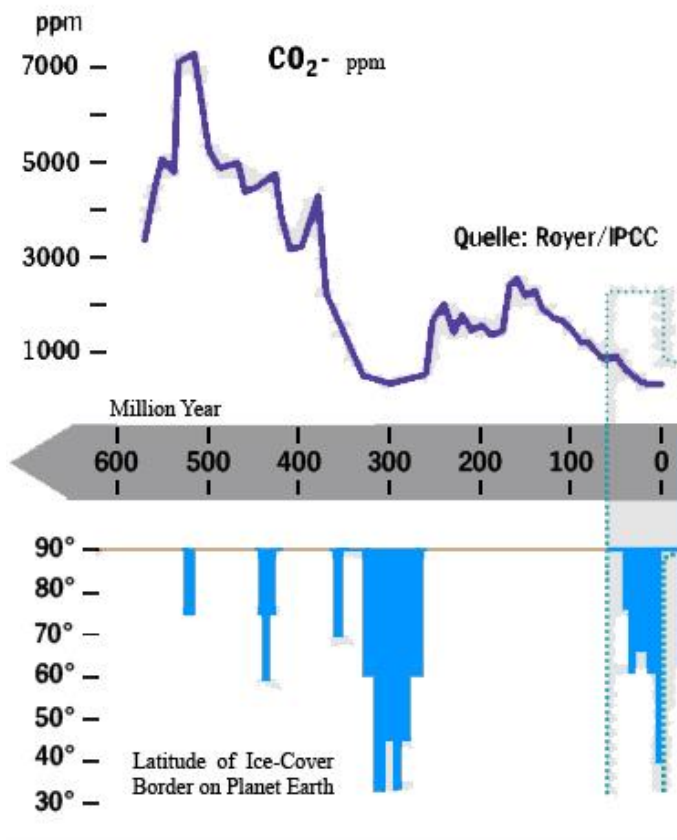 ppm
CO₂- ppm
7000
5000
Quelle: Royer/IPCC
3000
1000
Million Year
600 500 400 300 200 100 0
90°
80°
70°
60°
50°
40°
30°
Latitude of Ice-Cover
Border on Planet Earth